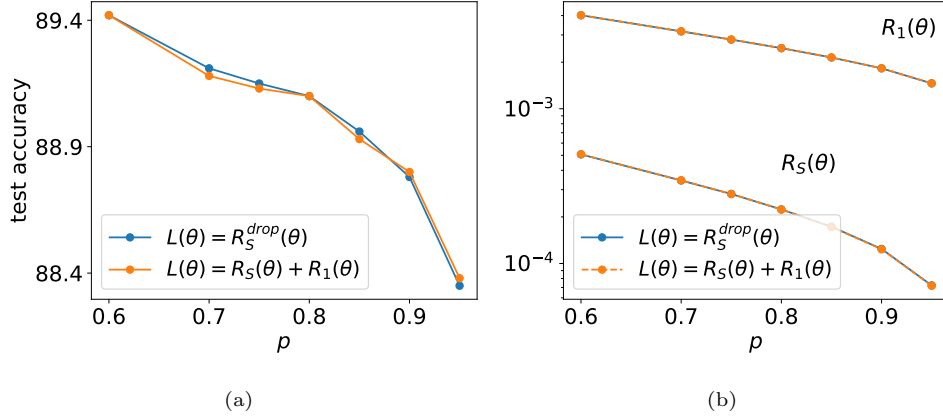 89.4
88.9
88.4
test accuracy
L(θ) = R_S^{drop}(θ)
L(θ) = R_S(θ) + R_1(θ)
0.6 0.7 0.8 0.9
p
(a)
R_1(θ)
10^{-3}
R_S(θ)
L(θ) = R_S^{drop}(θ)
L(θ) = R_S(θ) + R_1(θ)
10^{-4}
0.6 0.7 0.8 0.9
p
(b)